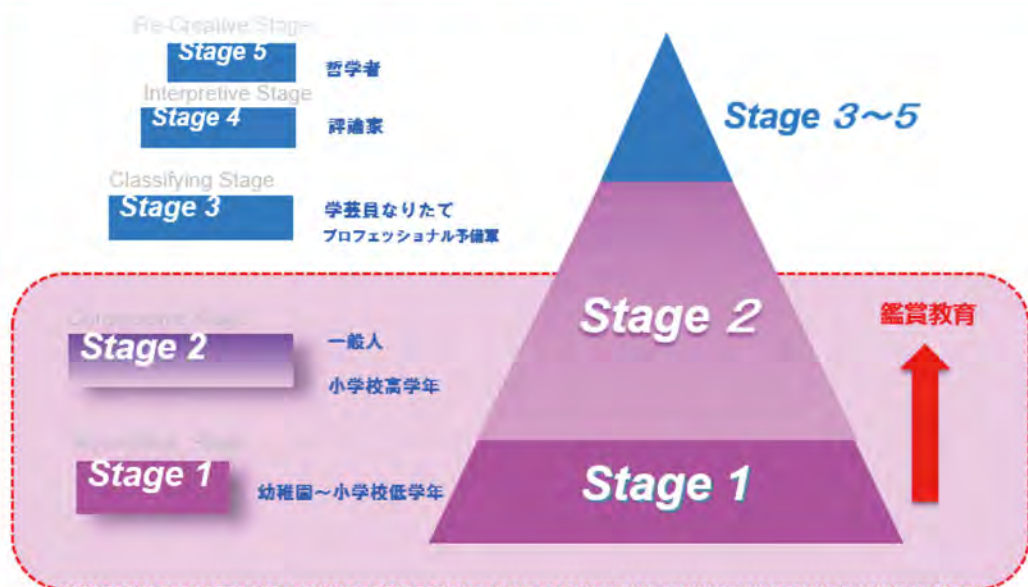 Re-Creative Stage
Stage 5
哲学者
Interpretive Stage
Stage 4
評論家
Classifying Stage
Stage 3
学芸員なりたて
プロフェッショナル予備軍
Stage 2
一般人
小学校高学年
Stage 1
幼稚園～小学校低学年
Stage 3～5
Stage 2
Stage 1
鑑賞教育